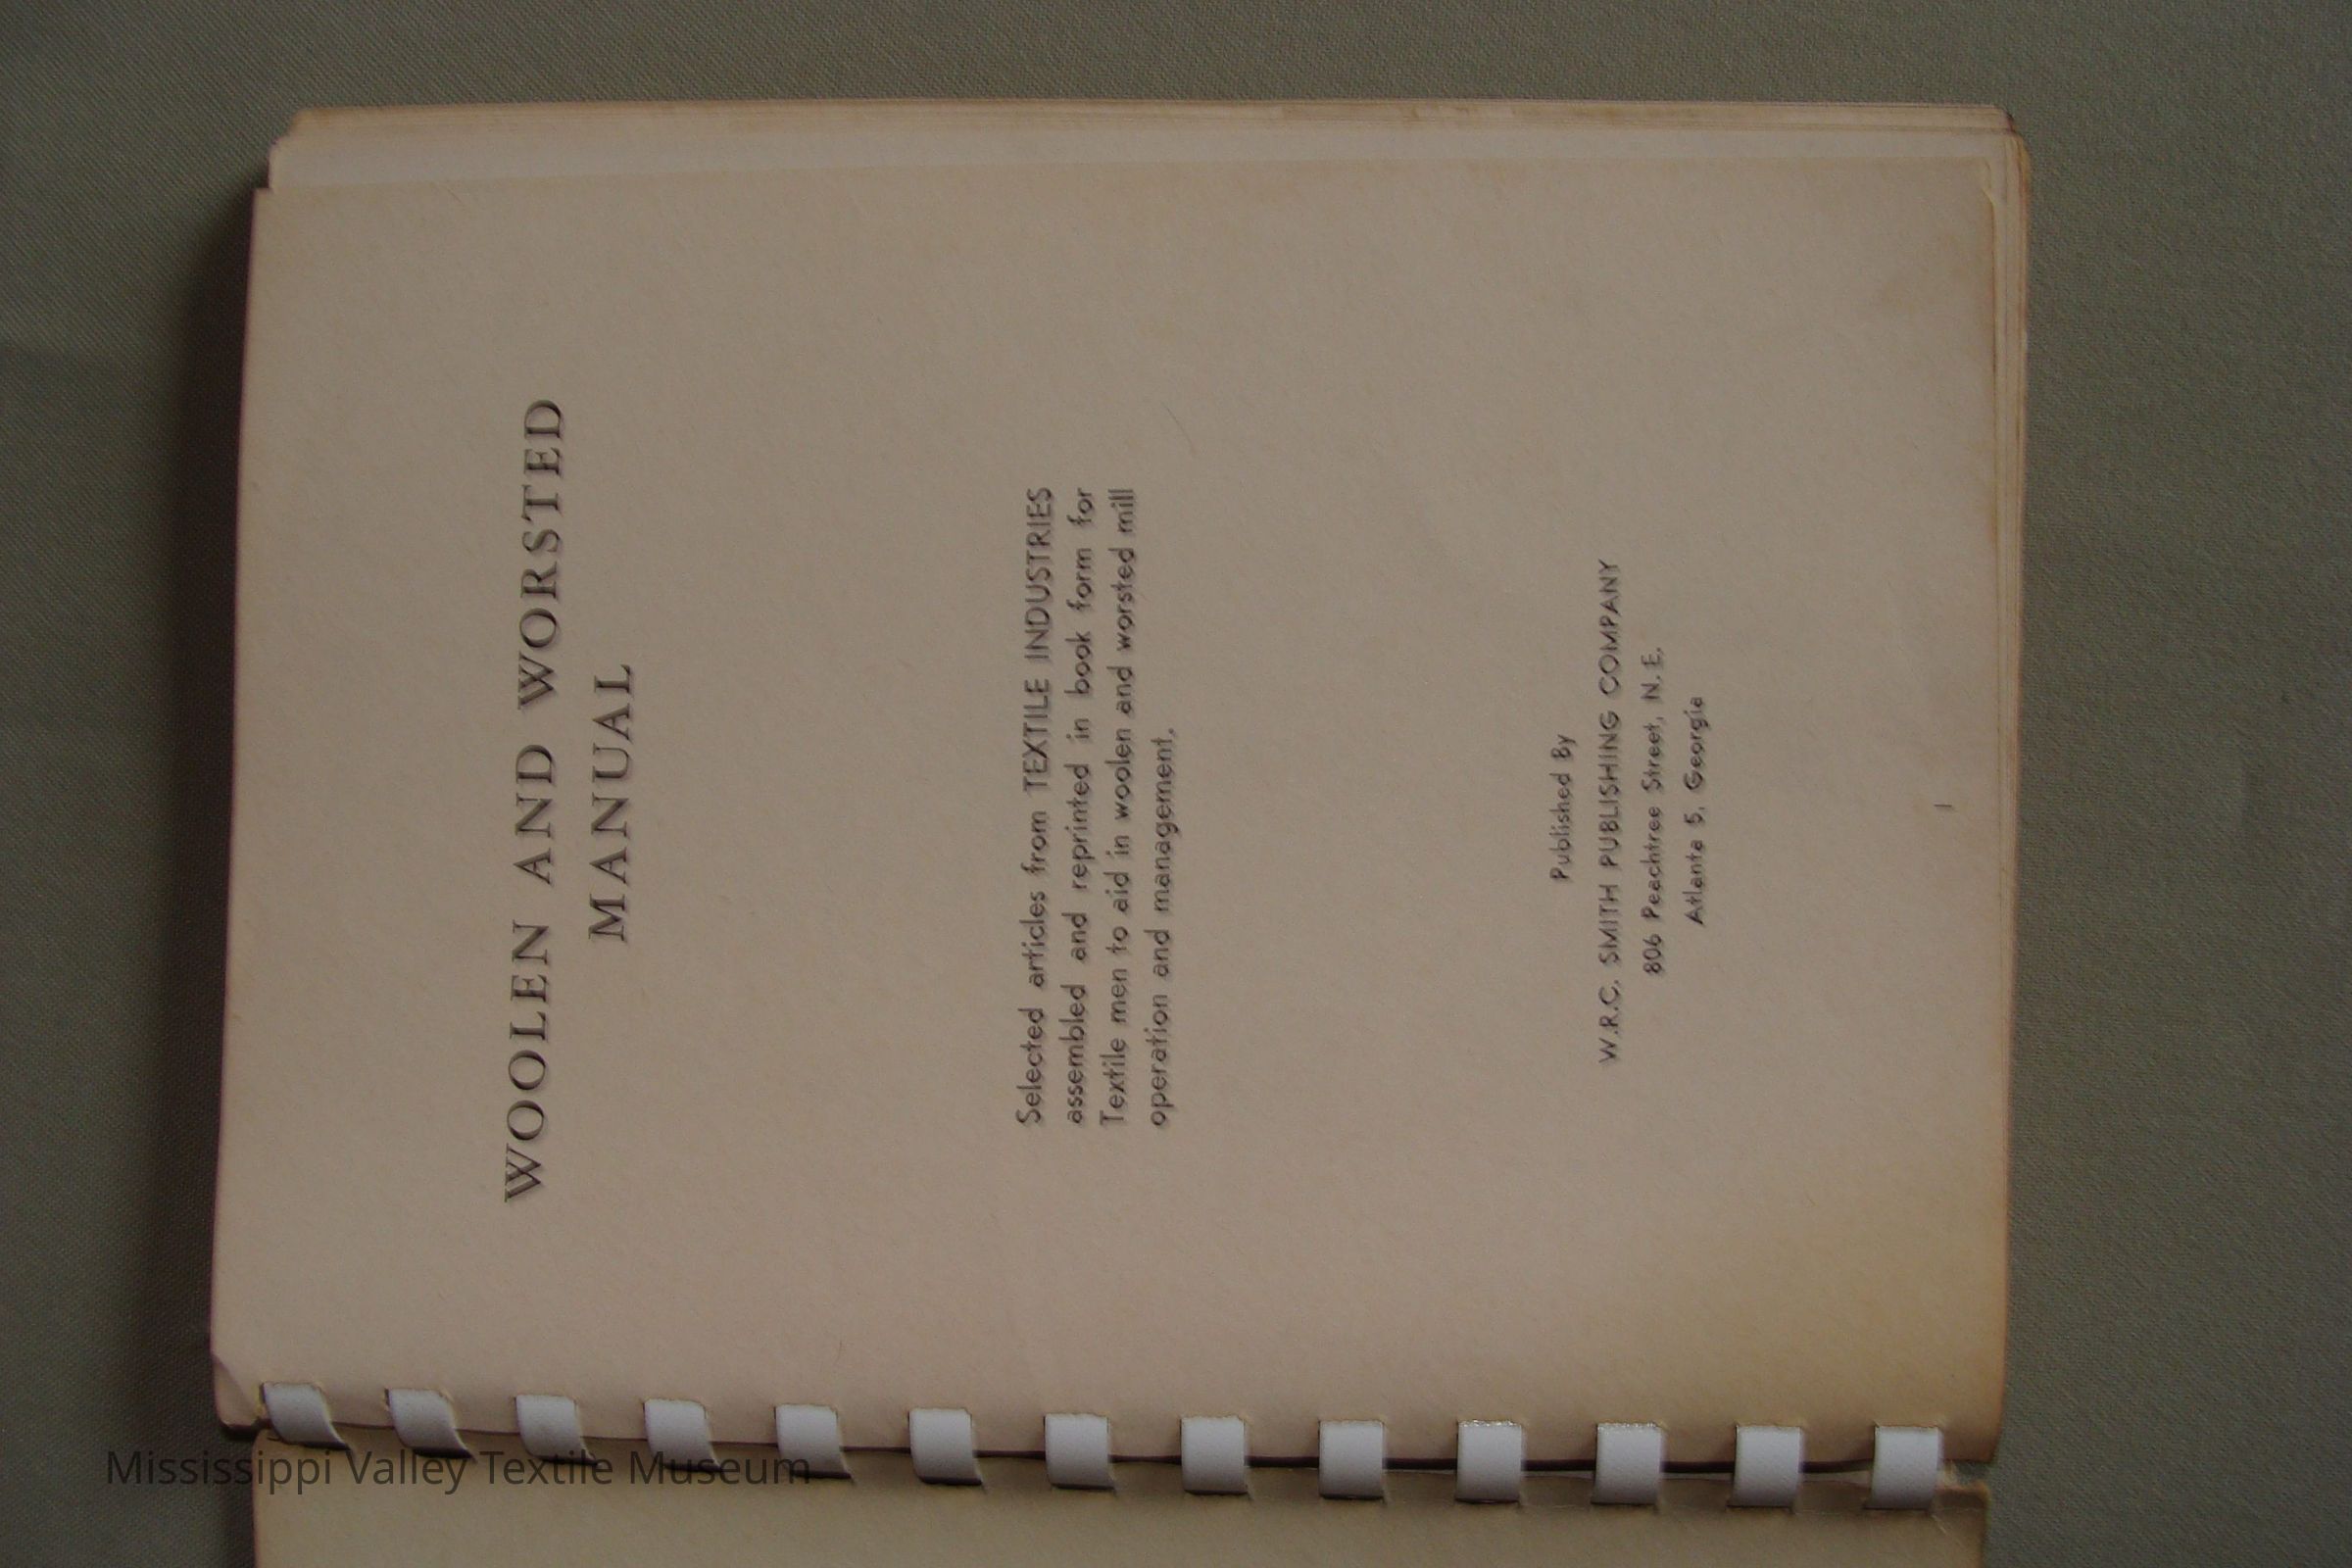 WOOLEN AND WORSTED
MANUAL
Selected articles from TEXTILE INDUSTRIES
assembled and reprinted in book form for
Textile men to aid in woolen and worsted mill
operation and management.
Published By
W.R.C. SMITH PUBLISHING COMPANY
806 Peachtree Street, N.E.
Atlanta 5, Georgia
1
Mississippi Valley Textile Museum